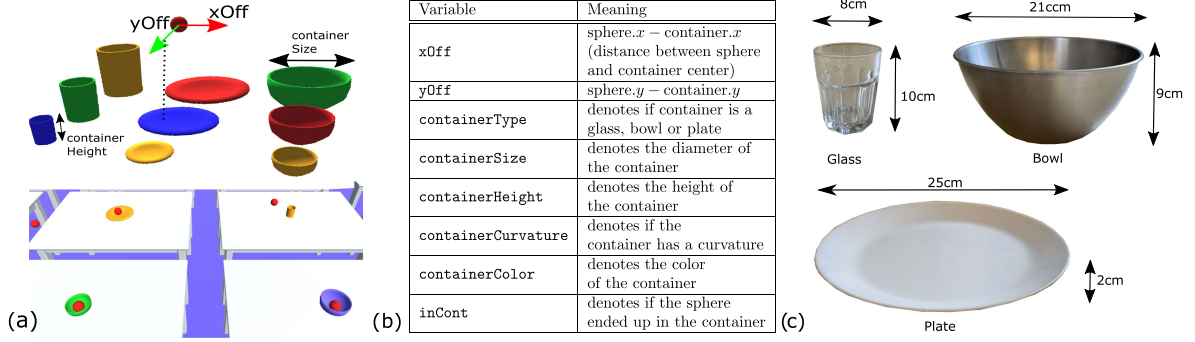 xOff
yOff
container
Size
container
Height
(a)
Variable Meaning
xOff sphere.x − container.x
(distance between sphere
and container center)
yOff sphere.y − container.y
containerType denotes if container is a
glass, bowl or plate
containerSize denotes the diameter of
the container
containerHeight denotes the height of
the container
containerCurvature denotes if the
container has a curvature
containerColor denotes the color
of the container
inCont denotes if the sphere
ended up in the container
(b)
8cm
10cm
Glass
21ccm
9cm
Bowl
25cm
2cm
Plate
(c)